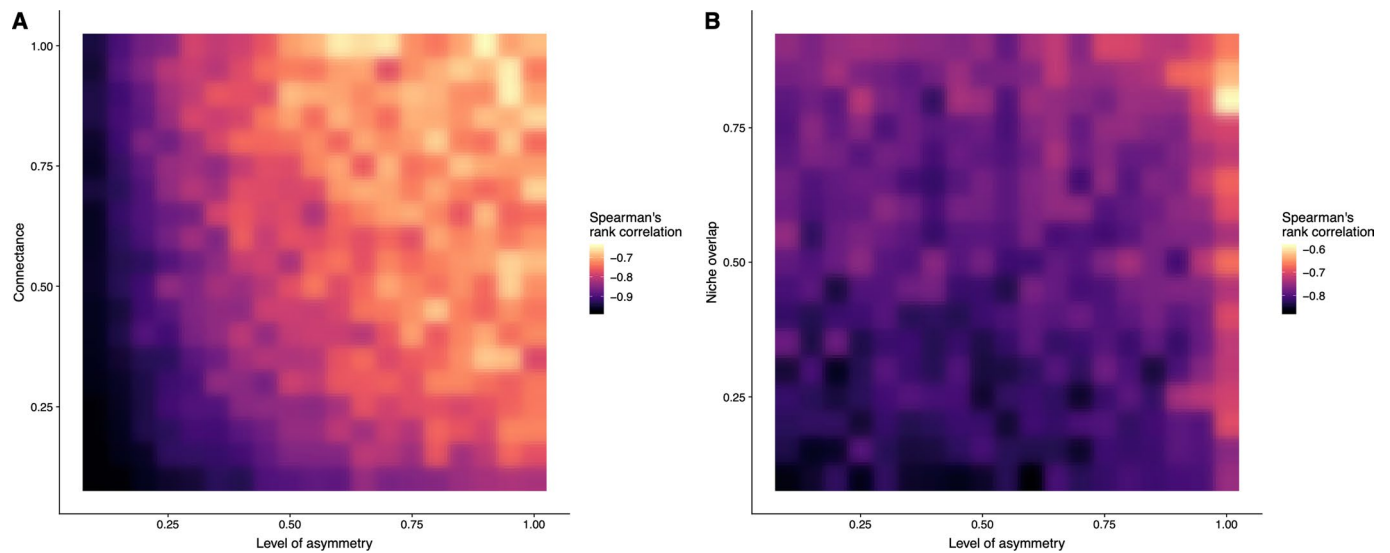 A
1.00
0.75
0.50
0.25
Connectance
0.25
0.50
0.75
1.00
Level of asymmetry
Spearman's
rank correlation
−0.7
−0.8
−0.9
B
0.75
0.50
0.25
Niche overlap
0.25
0.50
0.75
1.00
Level of asymmetry
Spearman's
rank correlation
−0.6
−0.7
−0.8